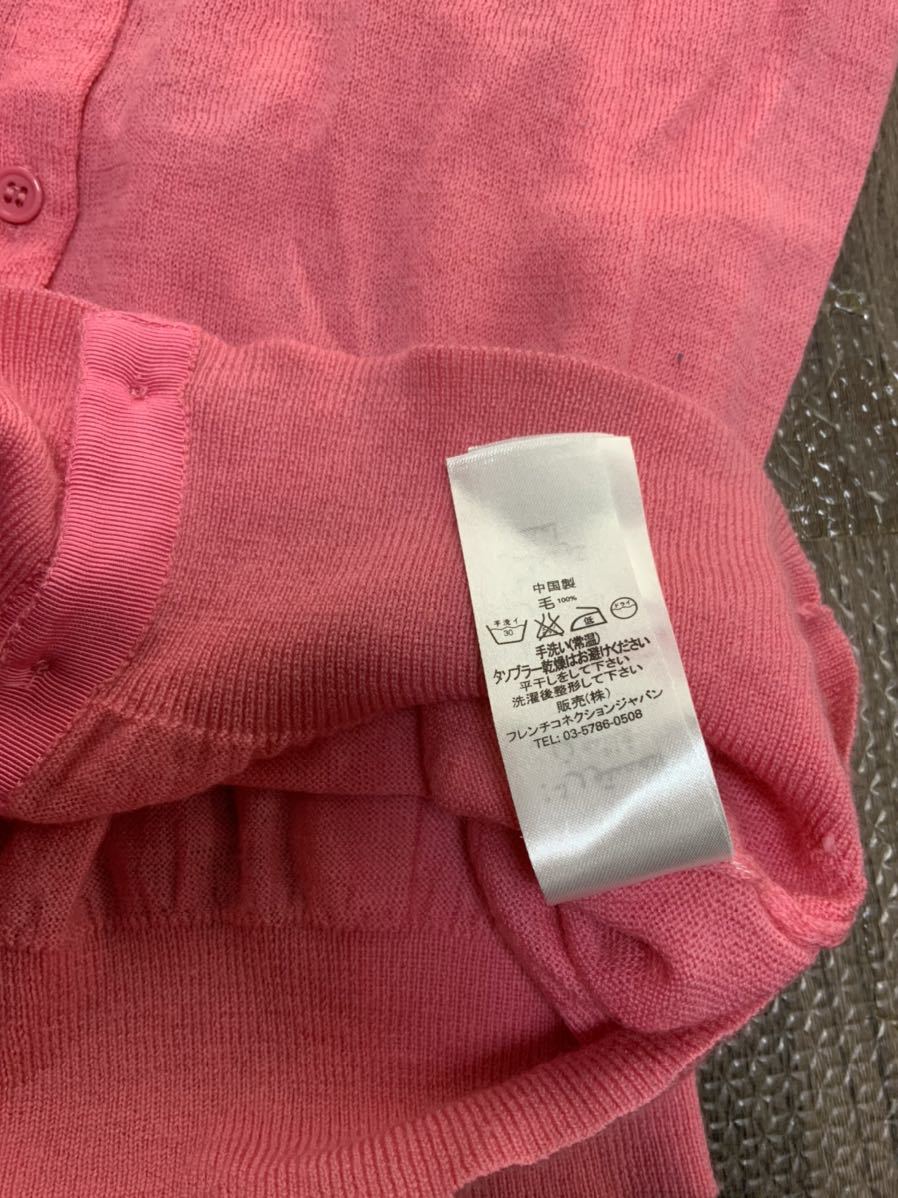 中国製
毛 100%
手洗イ 30 低 ドライ
手洗い(常温)
タンブラー乾燥はお避けください
平干しをして下さい
洗濯後整形して下さい
販売(株)
フレンチコネクションジャパン
TEL: 03-5786-0508